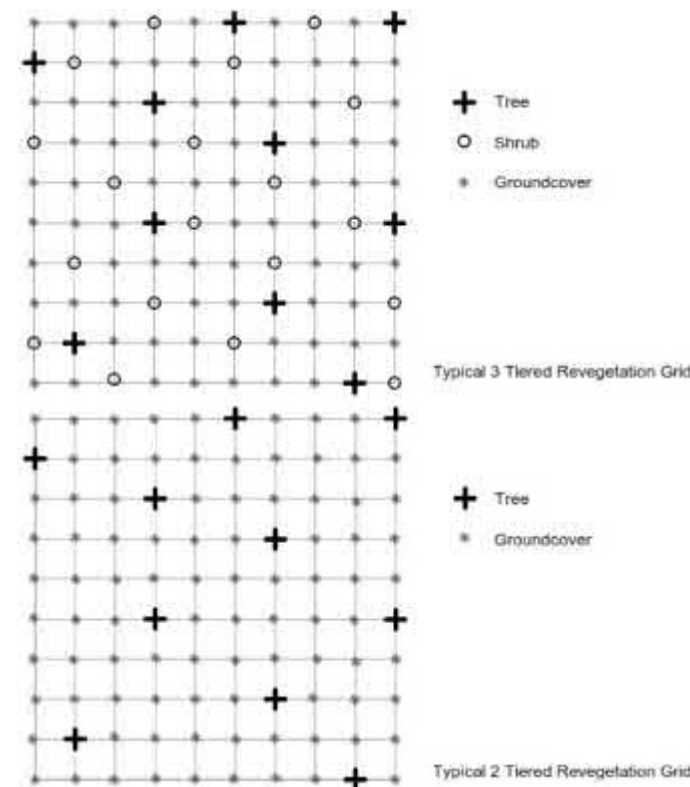 Tree
Shrub
Groundcover
Typical 3 Tiered Revegetation Grid
Tree
Groundcover
Typical 2 Tiered Revegetation Grid